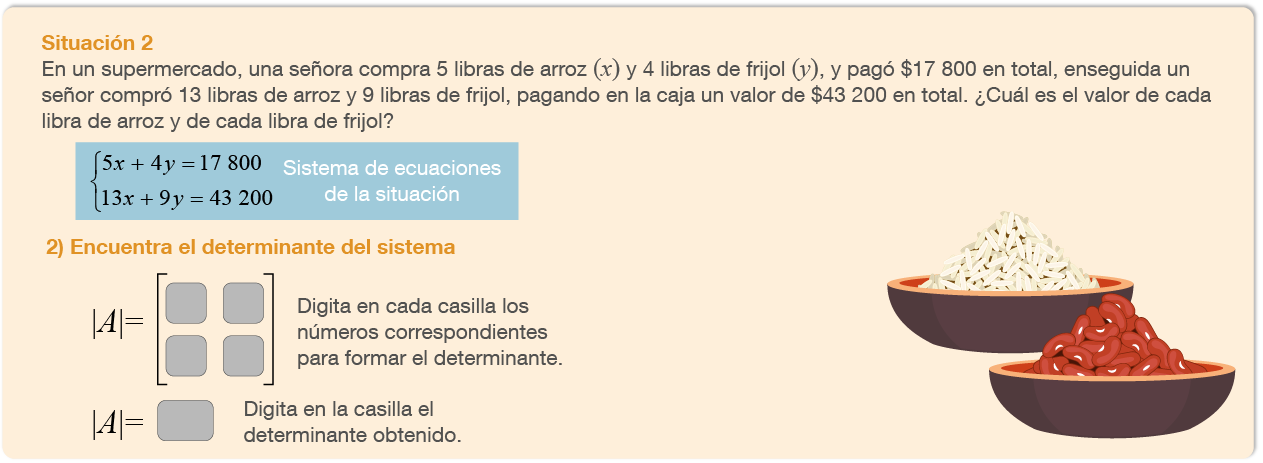 Situación 2
En un supermercado, una señora compra 5 libras de arroz (x) y 4 libras de frijol (y), y pagó $17 800 en total, enseguida un
señor compró 13 libras de arroz y 9 libras de frijol, pagando en la caja un valor de $43 200 en total. ¿Cuál es el valor de cada
libra de arroz y de cada libra de frijol?
5x + 4y = 17 800
13x + 9y = 43 200
Sistema de ecuaciones
de la situación
2) Encuentra el determinante del sistema
|A|=
Digita en cada casilla los
números correspondientes
para formar el determinante.
|A|=
Digita en la casilla el
determinante obtenido.